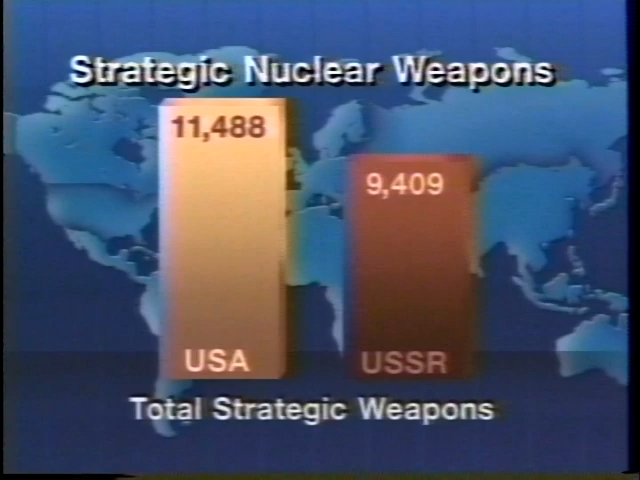 Strategic Nuclear Weapons
11,488
9,409
USA
USSR
Total Strategic Weapons